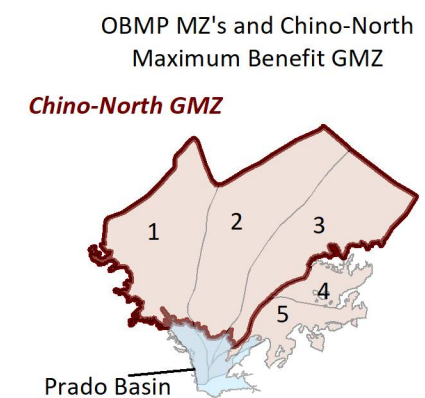 OBMP MZ's and Chino-North
Maximum Benefit GMZ
Chino-North GMZ
1
2
3
4
5
Prado Basin